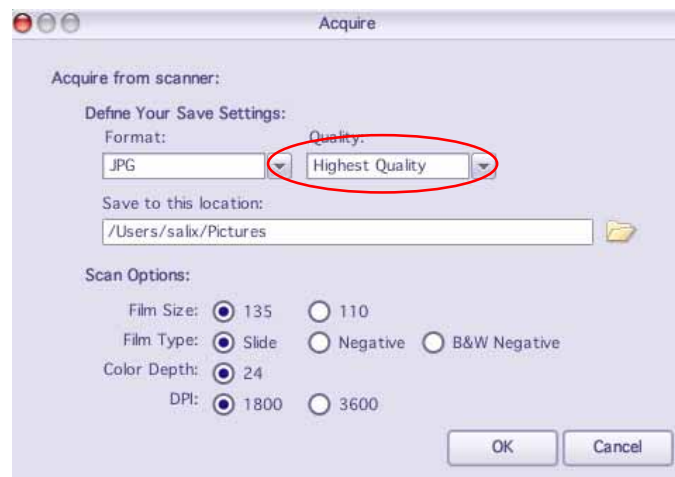 Acquire
Acquire from scanner:
Define Your Save Settings:
Format: Quality:
JPG Highest Quality
Save to this location:
/Users/salix/Pictures
Scan Options:
Film Size: 135 110
Film Type: Slide Negative B&W Negative
Color Depth: 24
DPI: 1800 3600
OK Cancel